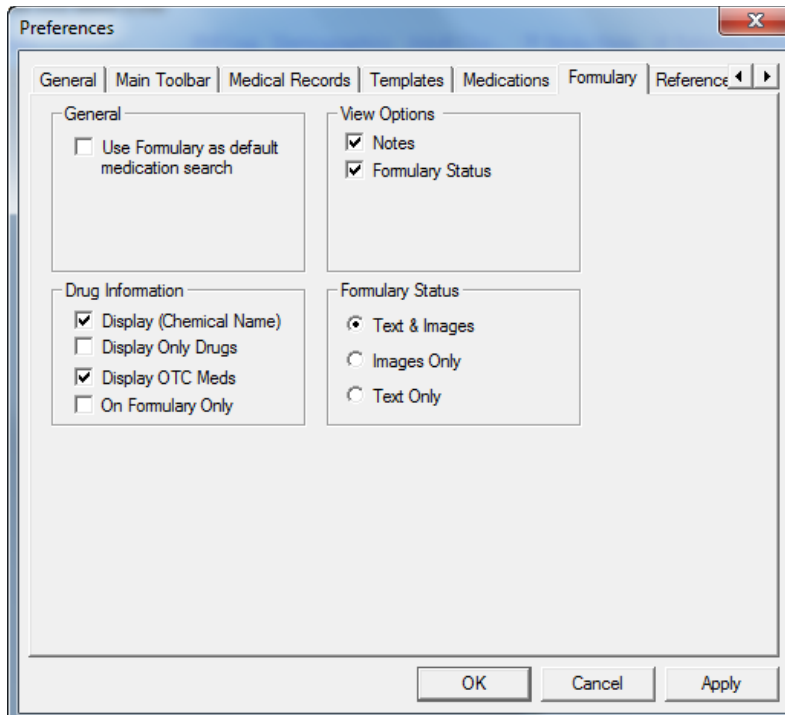 Preferences
General
Main Toolbar
Medical Records
Templates
Medications
Formulary
Reference
General
Use Formulary as default
medication search
View Options
Notes
Formulary Status
Drug Information
Display (Chemical Name)
Display Only Drugs
Display OTC Meds
On Formulary Only
Formulary Status
Text & Images
Images Only
Text Only
OK
Cancel
Apply